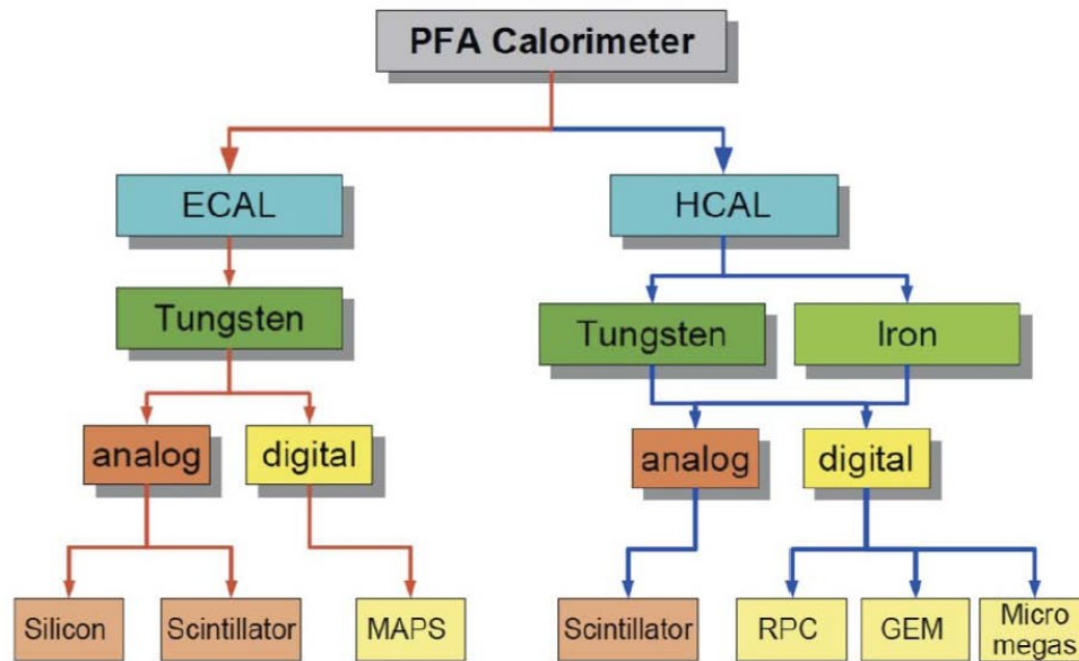 PFA Calorimeter
ECAL
HCAL
Tungsten
Tungsten
Iron
analog
digital
analog
digital
Silicon
Scintillator
MAPS
Scintillator
RPC
GEM
Micro
megas